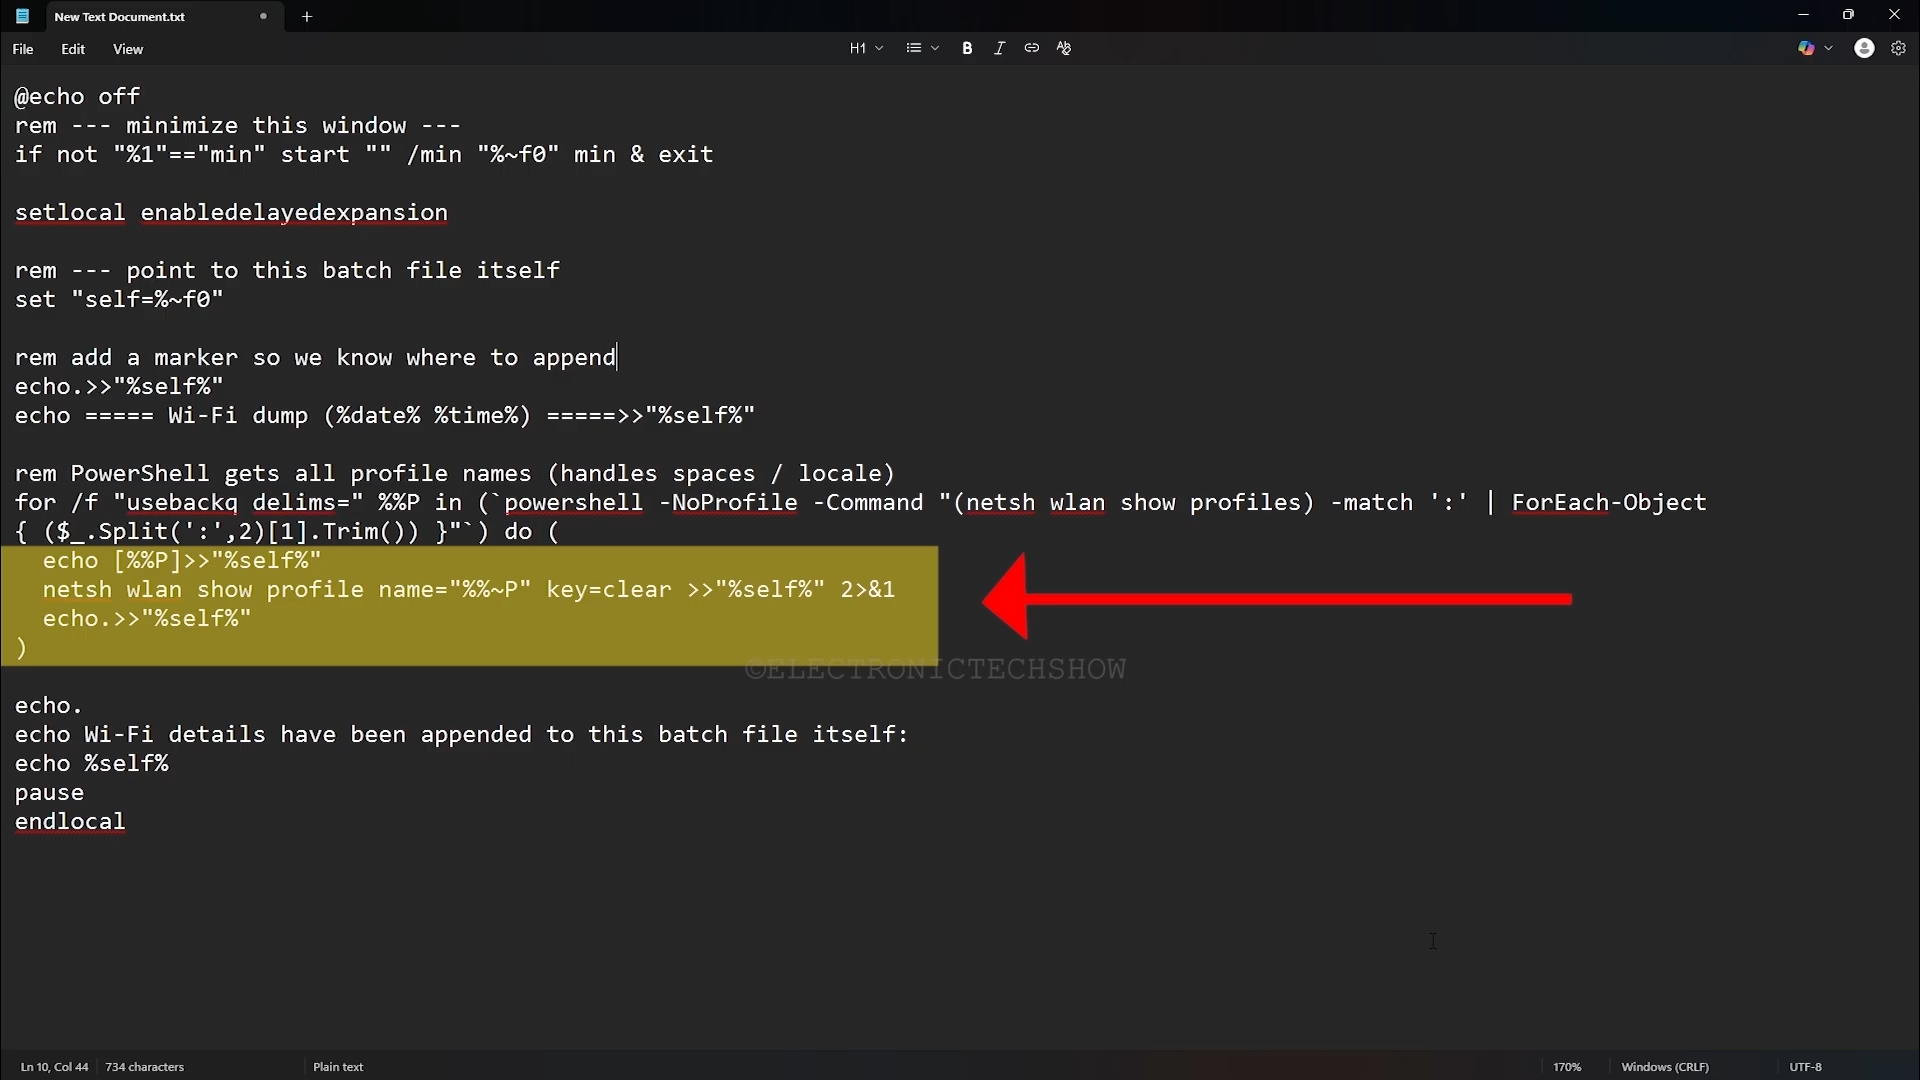 New Text Document.txt
File Edit View
H1
@echo off
rem --- minimize this window ---
if not "%1"=="min" start "" /min "%~f0" min & exit
setlocal enabledelayedexpansion
rem --- point to this batch file itself
set "self=%~f0"
rem add a marker so we know where to append
echo.>>"%self%"
echo ===== Wi-Fi dump (%date% %time%) =====>>"%self%"
rem PowerShell gets all profile names (handles spaces / locale)
for /f "usebackq delims=" %%P in (`powershell -NoProfile -Command "(netsh wlan show profiles) -match ':' | ForEach-Object
{ ($_.Split(':',2)[1].Trim()) }"`) do (
  echo [%%P]>>"%self%"
  netsh wlan show profile name="%%~P" key=clear >>"%self%" 2>&1
  echo.>>"%self%"
)
©ELECTRONICTECHSHOW
echo.
echo Wi-Fi details have been appended to this batch file itself:
echo %self%
pause
endlocal
Ln 10, Col 44 734 characters Plain text 170% Windows (CRLF) UTF-8